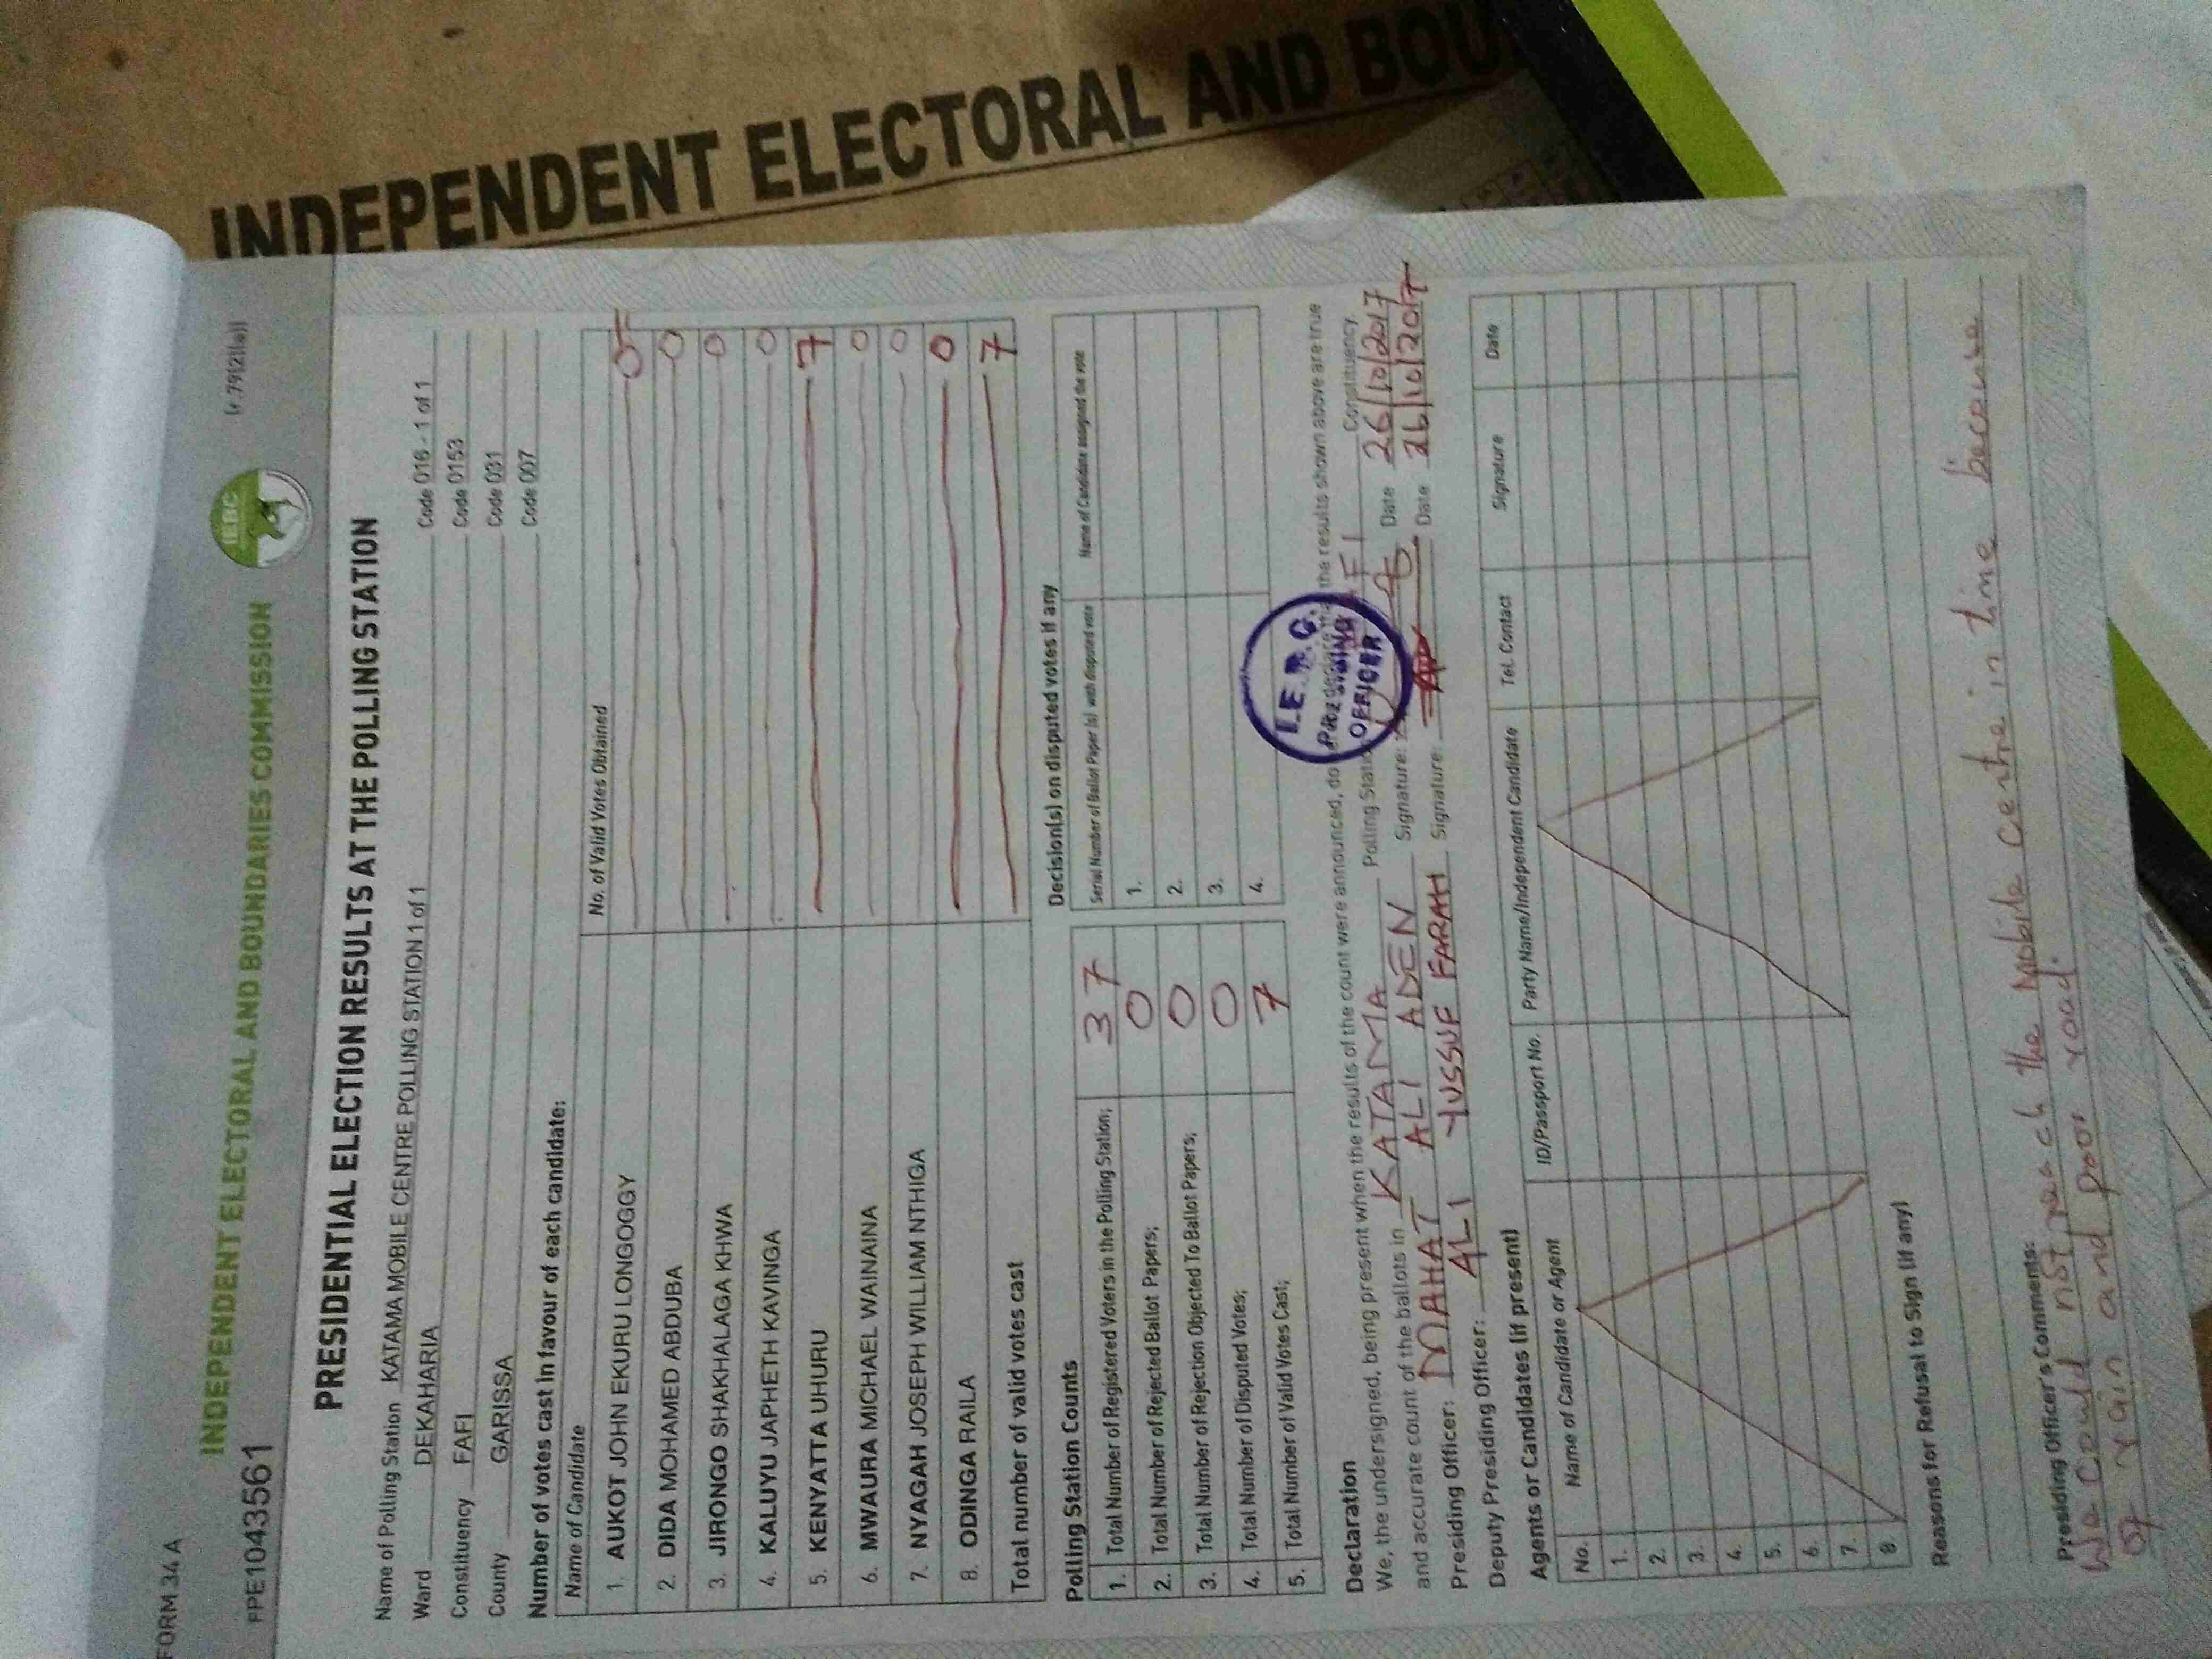 INDEPENDENT ELECTORAL AND BOU
FORM 34 A
(r.79(2)(a))
PPE1043561
INDEPENDENT ELECTORAL AND BOUNDARIES COMMISSION
IEBC
PRESIDENTIAL ELECTION RESULTS AT THE POLLING STATION
Name of Polling Station KATAMA MOBILE CENTRE POLLING STATION 1 of 1 Code 016 - 1 of 1
Ward DEKAHARIA Code 0153
Constituency FAFI Code 031
County GARISSA Code 007
Number of votes cast in favour of each candidate:
Name of Candidate No. of Valid Votes Obtained
1. AUKOT JOHN EKURU LONGOGGY 0
2. DIDA MOHAMED ABDUBA 0
3. JIRONGO SHAKHALAGA KHWA 0
4. KALUYU JAPHETH KAVINGA 0
5. KENYATTA UHURU 7
6. MWAURA MICHAEL WAINAINA 0
7. NYAGAH JOSEPH WILLIAM NTHIGA 0
8. ODINGA RAILA 0
Total number of valid votes cast 7
Polling Station Counts
1. Total Number of Registered Voters in the Polling Station; 37
2. Total Number of Rejected Ballot Papers; 0
3. Total Number of Rejection Objected To Ballot Papers; 0
4. Total Number of Disputed Votes; 0
5. Total Number of Valid Votes Cast; 7
Decision(s) on disputed votes if any
Serial Number of Ballot Paper (s) with disputed vote Name of Candidate assigned the vote
1.
2.
3.
4.
Declaration
We, the undersigned, being present when the results of the count were announced, do the results shown above are true
and accurate count of the ballots in KATAMA Polling Constituency.
Presiding Officer: MAHAT ALI ADEN Signature: Date 26/10/2017
Deputy Presiding Officer: ALI YUSSUF FARAH Signature: Date 26/10/2017
I.E.B.C.
PRESIDING
OFFICER
Agents or Candidates (if present)
No. Name of Candidate or Agent ID/Passport No. Party Name/Independent Candidate Tel. Contact Signature Date
1.
2.
3.
4.
5.
6.
7.
8.
Reasons for Refusal to Sign (if any)
Presiding Officer's Comments:
We could not reach the Mobile centre in time because
of rain and poor road.